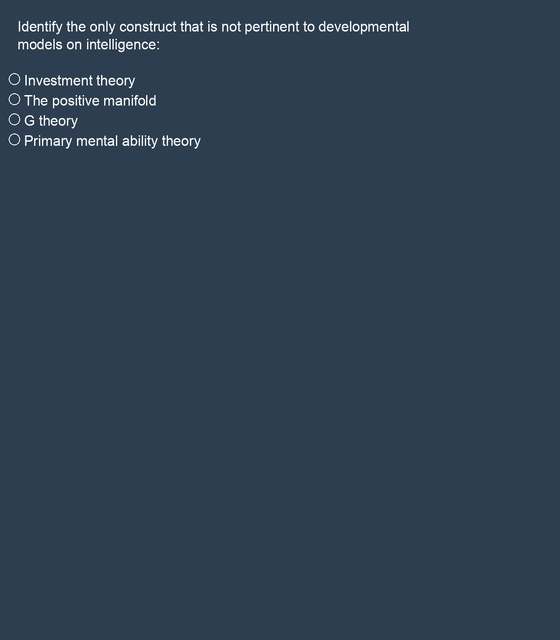 Identify the only construct that is not pertinent to developmental
models on intelligence:
Investment theory
The positive manifold
G theory
Primary mental ability theory